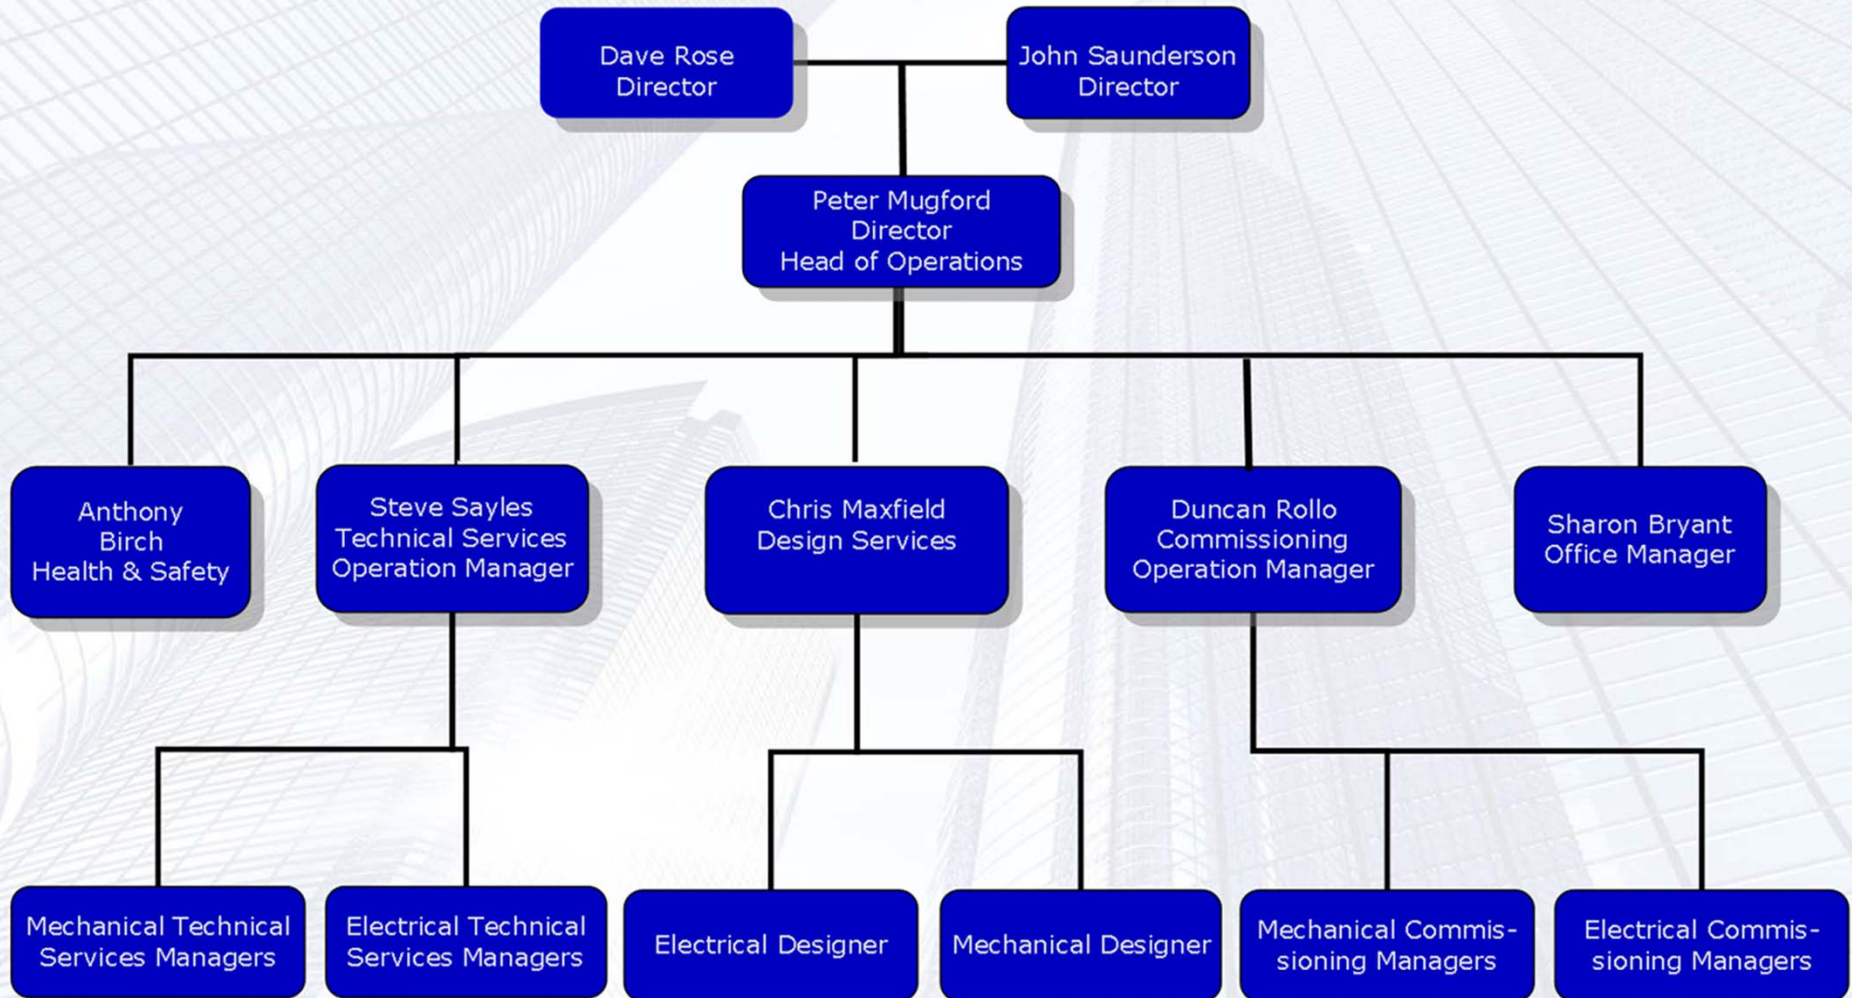 Dave Rose
Director
John Saunderson
Director
Peter Mugford
Director
Head of Operations
Anthony
Birch
Health & Safety
Steve Sayles
Technical Services
Operation Manager
Chris Maxfield
Design Services
Duncan Rollo
Commissioning
Operation Manager
Sharon Bryant
Office Manager
Mechanical Technical
Services Managers
Electrical Technical
Services Managers
Electrical Designer
Mechanical Designer
Mechanical Commis-
sioning Managers
Electrical Commis-
sioning Managers